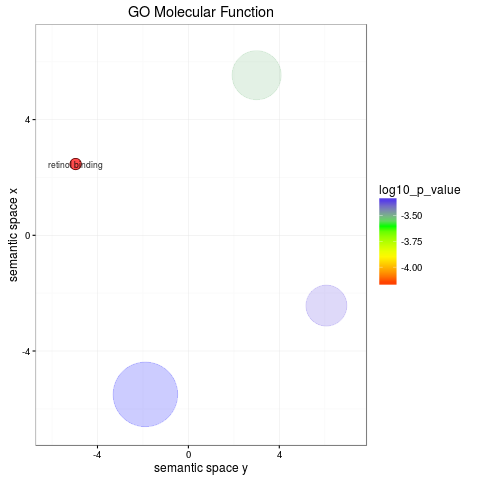 GO Molecular Function
4
0
-4
semantic space x
retinol binding
-4
0
4
semantic space y
log10_p_value
-3.50
-3.75
-4.00